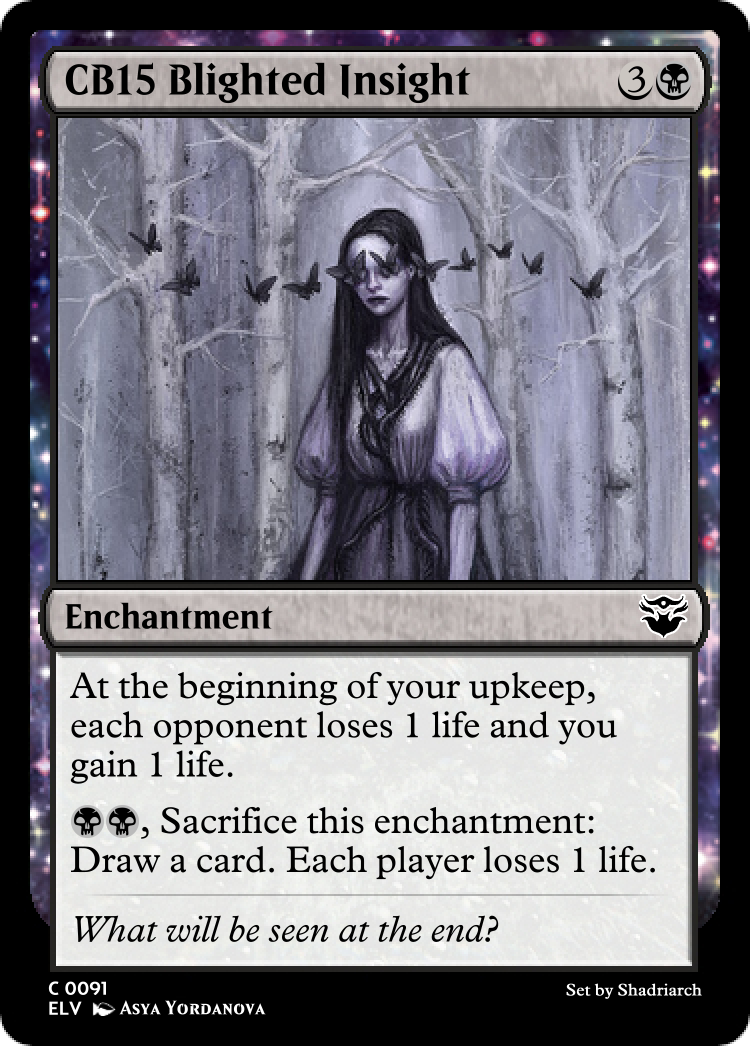 CB15 Blighted Insight
3
Enchantment
At the beginning of your upkeep,
each opponent loses 1 life and you
gain 1 life.
, Sacrifice this enchantment:
Draw a card. Each player loses 1 life.
What will be seen at the end?
C 0091
Set by Shadriarch
ELV Asya Yordanova